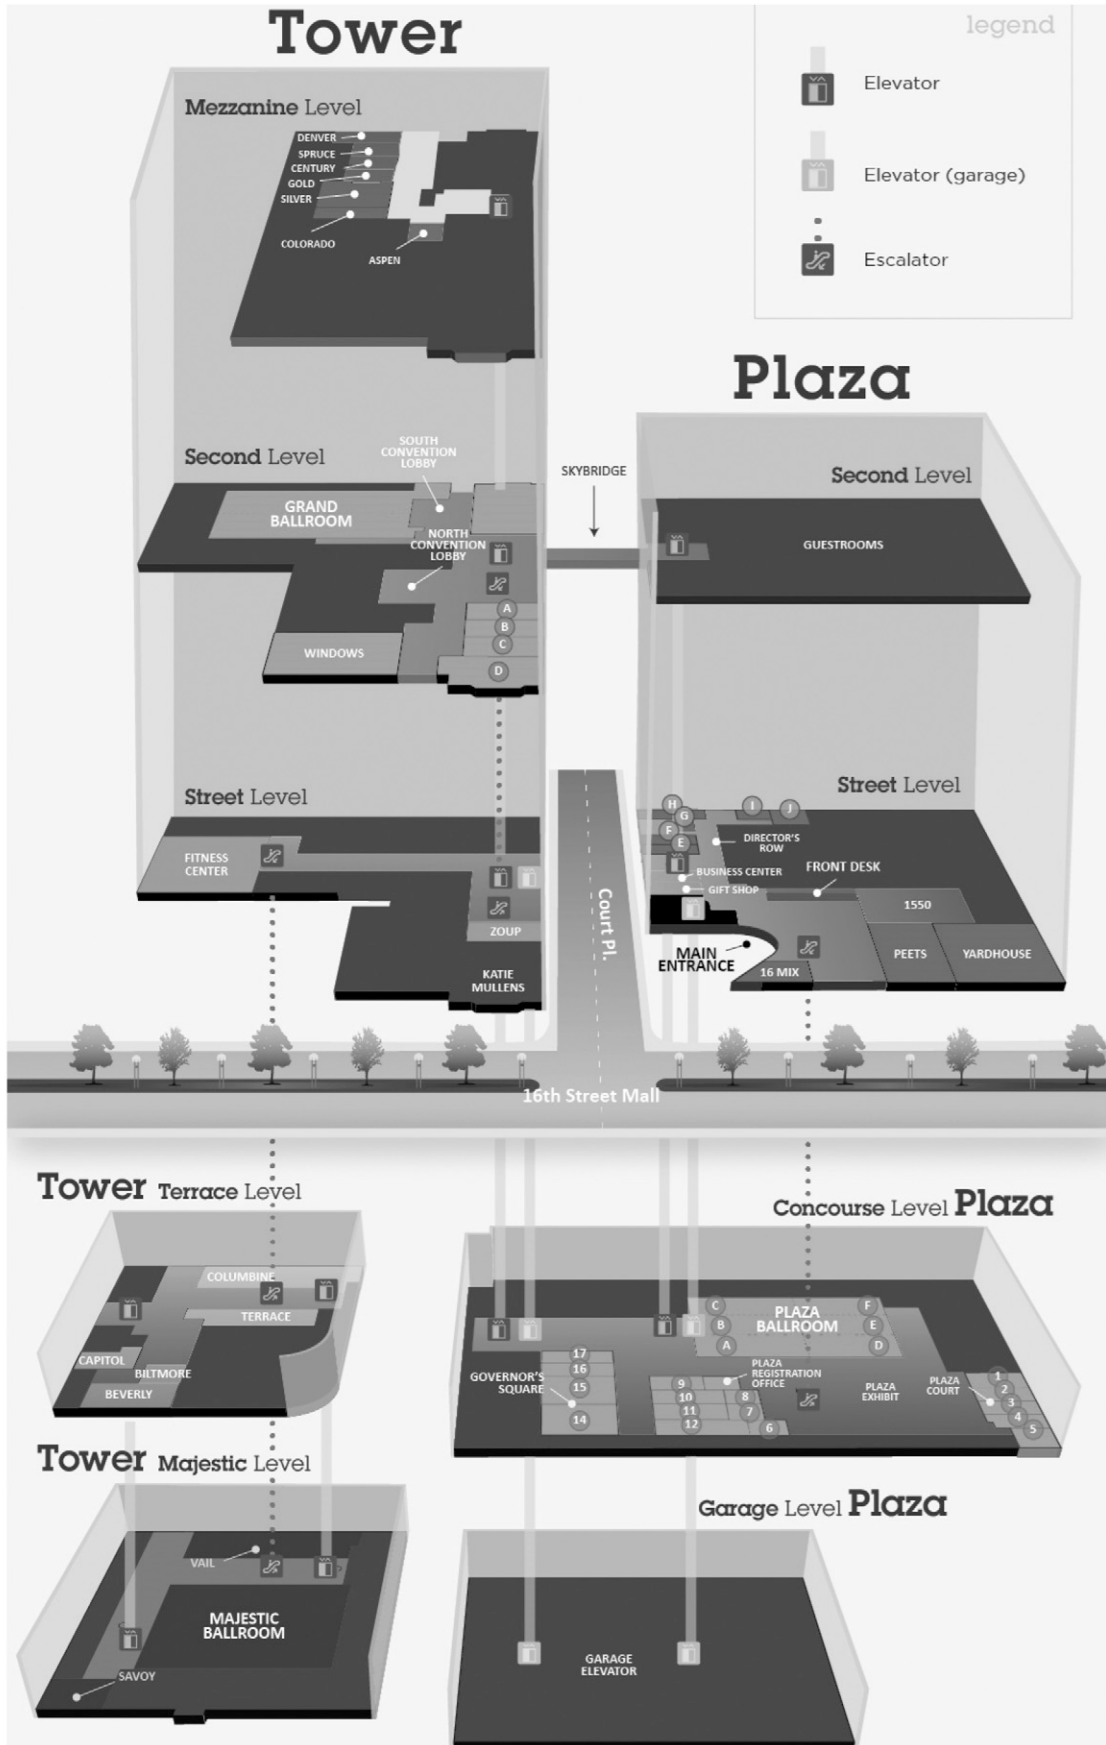 Tower
legend
Elevator
Elevator (garage)
Escalator
Mezzanine Level
DENVER
SPRUCE
CENTURY
GOLD
SILVER
COLORADO
ASPEN
Plaza
Second Level
SOUTH
CONVENTION
LOBBY
GRAND
BALLROOM
NORTH
CONVENTION
LOBBY
A
B
C
D
WINDOWS
SKYBRIDGE
Second Level
GUESTROOMS
Street Level
FITNESS
CENTER
ZOUP
KATIE
MULLENS
Court Pl.
Street Level
H
G
F
E
I
J
DIRECTOR'S
ROW
BUSINESS CENTER
GIFT SHOP
FRONT DESK
1550
MAIN
ENTRANCE
16 MIX
PEETS
YARDHOUSE
16th Street Mall
Tower Terrace Level
COLUMBINE
TERRACE
CAPITOL
BILTMORE
BEVERLY
Concourse Level Plaza
C
B
A
PLAZA
BALLROOM
F
E
D
GOVERNOR'S
SQUARE
17
16
15
14
PLAZA
REGISTRATION
OFFICE
9
10
11
12
8
7
6
PLAZA
EXHIBIT
PLAZA
COURT
1
2
3
4
5
Tower Majestic Level
VAIL
MAJESTIC
BALLROOM
SAVOY
Garage Level Plaza
GARAGE
ELEVATOR